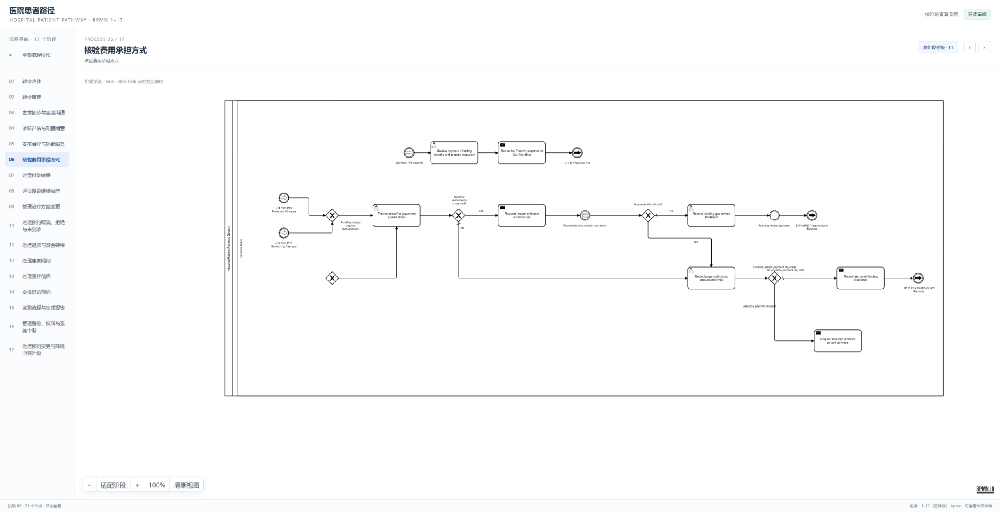 医院患者路径
HOSPITAL PATIENT PATHWAY · BPMN 1–17
按阶段查看流程
只读审阅
流程导航 · 17 个阶段
全部流程协作
01 转诊收件
02 转诊审查
03 安排初诊与患者沟通
04 诊断评估与知情同意
05 安排治疗与外部服务
06 核验费用承担方式
07 处理付款结果
08 评估是否继续治疗
09 管理治疗方案变更
10 处理预约取消、拒绝
与未到诊
11 处理退款与资金转移
12 处理患者问询
13 处理医疗信函
14 安排随访预约
15 监测流程与生成报告
16 管理身份、权限与系
统中断
17 处理预约变更与排班
冲突升级
PROCESS 06 / 17
核验费用承担方式
核验费用承担方式
跨阶段衔接 · 11
‹
›
阶段总览 · 64% · 点击 Link 定位对应事件
Hospital Patient Pathway System
Finance Team
E03 from P01 Referral
Review payment / funding
enquiry and prepare response
Return the Finance response to
Call Handling
L13 to P12 Enquiries
L11 from P09
Treatment Changes
L12 from P17
Scheduling Changes
Funding change
requires
reassessment
Finance classifies payer and
patient share
External
authorisatio
n required?
Yes
No
Request insurer or funder
authorisation
Receive funding decision and limits
Approved within limits?
No
Yes
Resolve funding gap or hold
treatment
Funding not yet approved
L09 to P05 Treatment and
Services
Record payer, reference,
amount and limits
Advance patient payment required?
No advance payment required
Record and send funding
clearance
L07 to P05 Treatment and
Services
Advance payment required
Request required advance
patient payment
−
适配阶段
+
100%
清晰视图
BPMN.iO
阶段 06 · 21 个节点 · 只读查看
来源: 1-17（已排线）.bpmn · 可查看关联表单